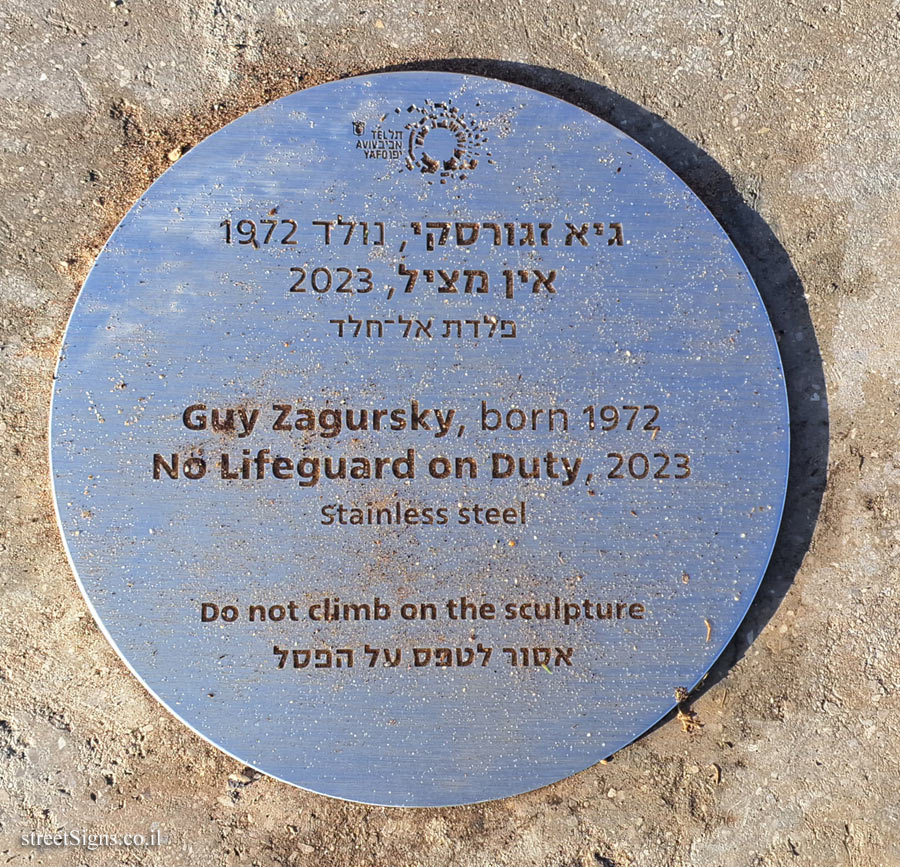 תל TEL
אביב AVIV
יפו YAFO
גיא זגורסקי, נולד 1972
אין מציל, 2023
פלדת אל־חלד
Guy Zagursky, born 1972
No Lifeguard on Duty, 2023
Stainless steel
Do not climb on the sculpture
אסור לטפס על הפסל
streetSigns.co.il